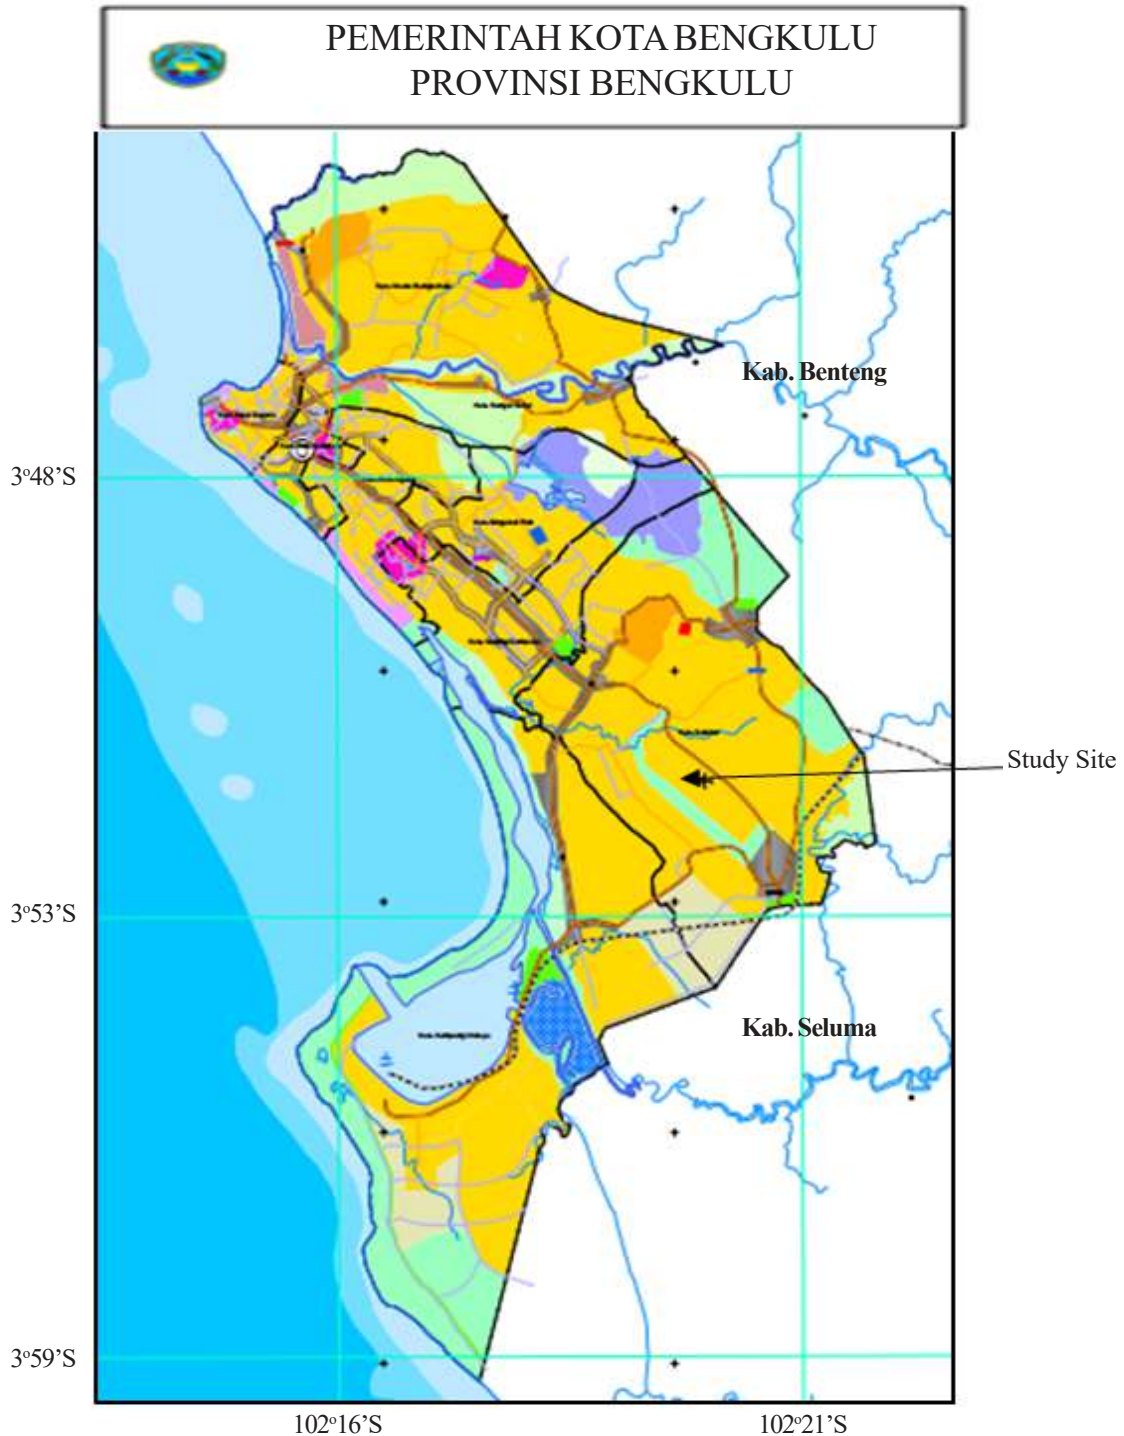 PEMERINTAH KOTA BENGKULU
PROVINSI BENGKULU
Kab. Benteng
3°48’S
Study Site
3°53’S
Kab. Seluma
3°59’S
102°16’S
102°21’S